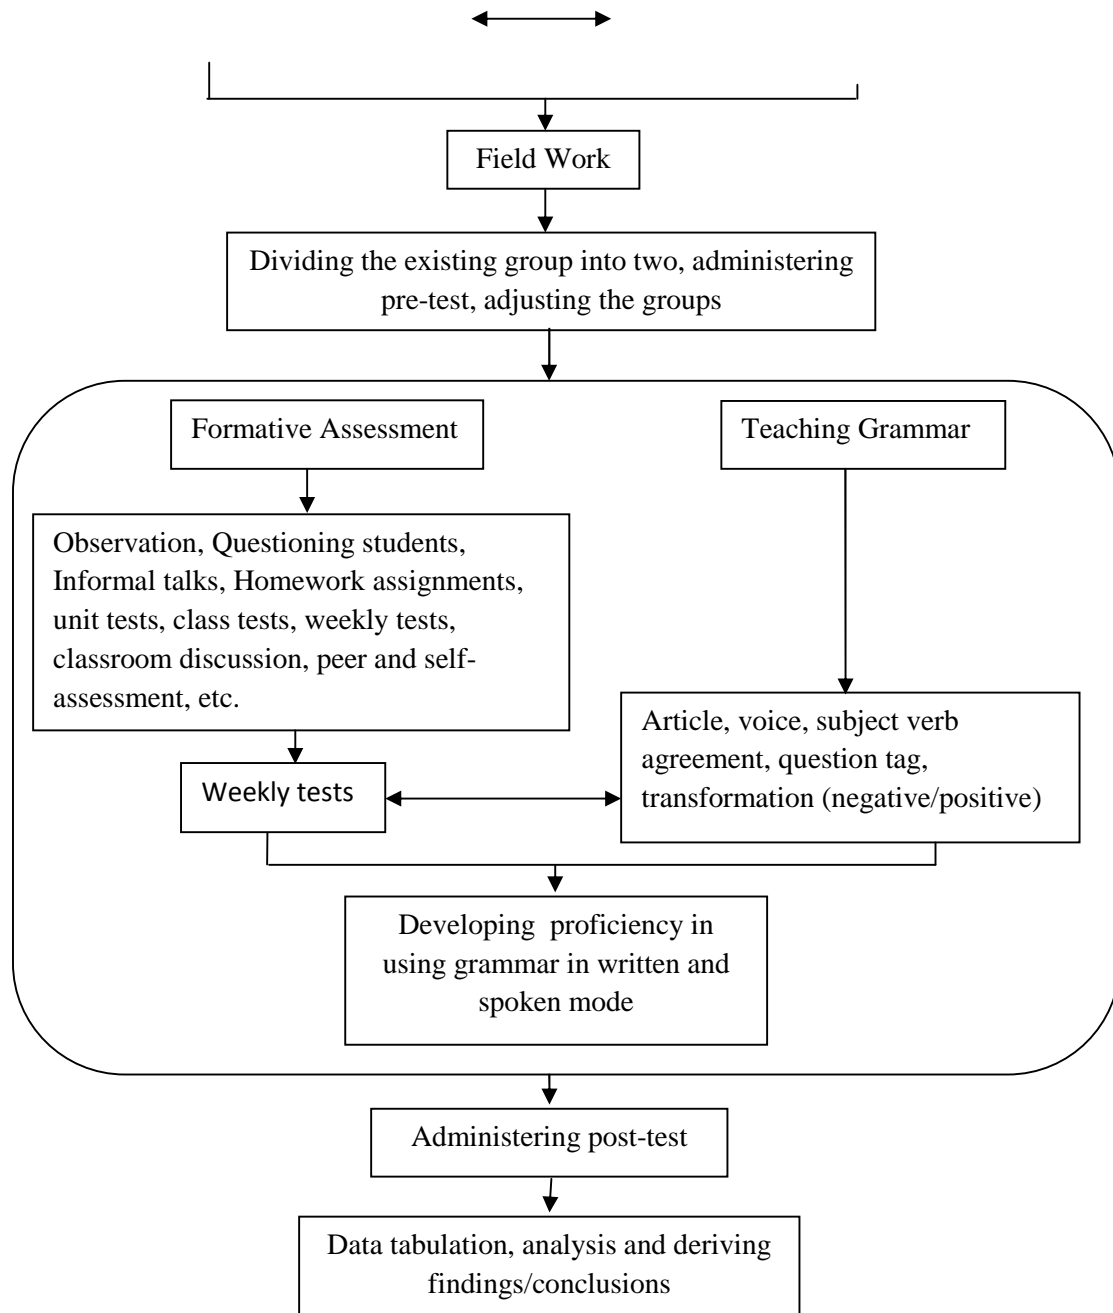 Field Work
Dividing the existing group into two, administering
pre-test, adjusting the groups
Formative Assessment
Teaching Grammar
Observation, Questioning students,
Informal talks, Homework assignments,
unit tests, class tests, weekly tests,
classroom discussion, peer and self-
assessment, etc.
Article, voice, subject verb
agreement, question tag,
transformation (negative/positive)
Weekly tests
Developing proficiency in
using grammar in written and
spoken mode
Administering post-test
Data tabulation, analysis and deriving
findings/conclusions